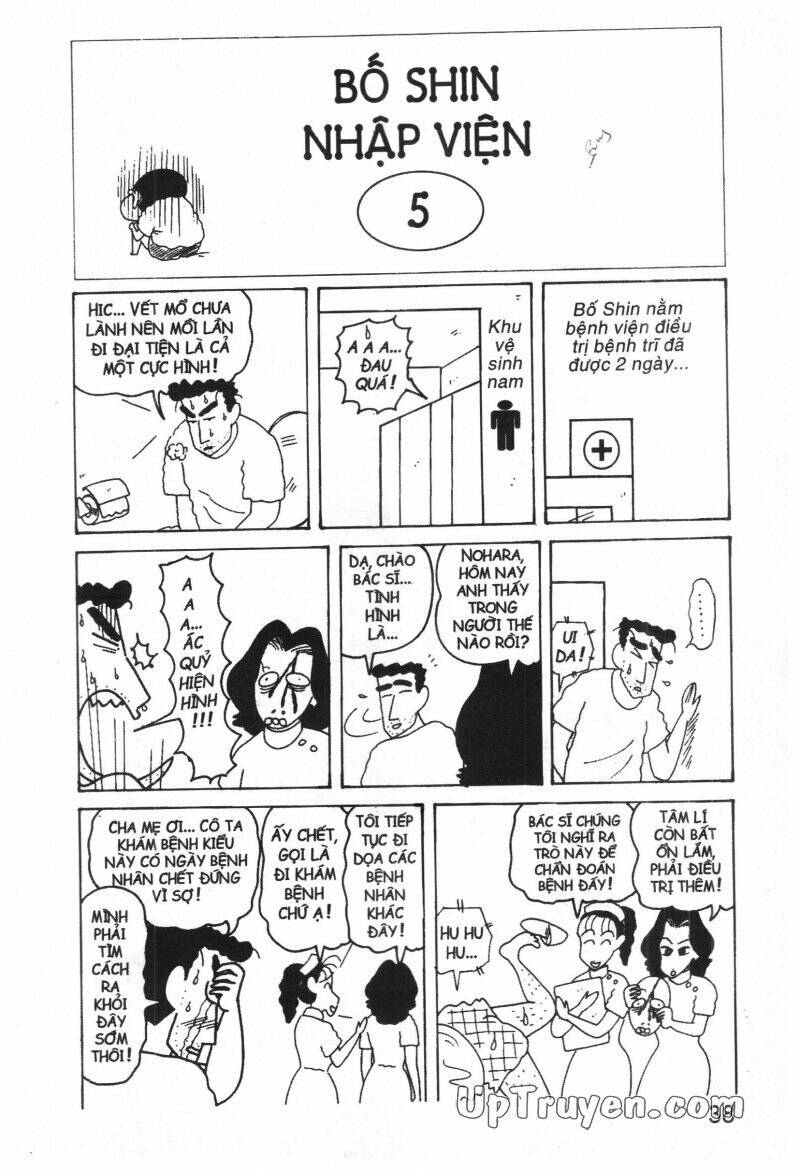 BỐ SHIN
NHẬP VIỆN
5
Bố Shin nằm
bệnh viện điều
trị bệnh trĩ đã
được 2 ngày...
Khu
vệ
sinh
nam
A A A...
ĐAU
QUÁ!
HIC... VẾT MỔ CHƯA
LÀNH NÊN MỖI LẦN
ĐI ĐẠI TIỆN LÀ CẢ
MỘT CỰC HÌNH!
......
UI
DA!
NOHARA,
HÔM NAY
ANH THẤY
TRONG
NGƯỜI THẾ
NÀO RỒI?
DẠ, CHÀO
BÁC SĨ...
TÌNH
HÌNH
LÀ...
A
A
A...
ÁC
QUỶ
HIỆN
HÌNH
!!!
TÂM LÍ
CÒN BẤT
ỔN LẮM,
PHẢI ĐIỀU
TRỊ THÊM!
BÁC SĨ CHÚNG
TÔI NGHĨ RA
TRÒ NÀY ĐỂ
CHẨN ĐOÁN
BỆNH ĐẤY!
HU HU
HU...
TÔI TIẾP
TỤC ĐI
DỌA CÁC
BỆNH
NHÂN
KHÁC
ĐÂY!
ẤY CHẾT,
GỌI LÀ
ĐI KHÁM
BỆNH
CHỨ Ạ!
CHA MẸ ƠI... CÔ TA
KHÁM BỆNH KIỂU
NÀY CÓ NGÀY BỆNH
NHÂN CHẾT ĐỨNG
VÌ SỢ!
MÌNH
PHẢI
TÌM
CÁCH
RA
KHỎI
ĐÂY
SỚM
THÔI!
UpTruyen.com